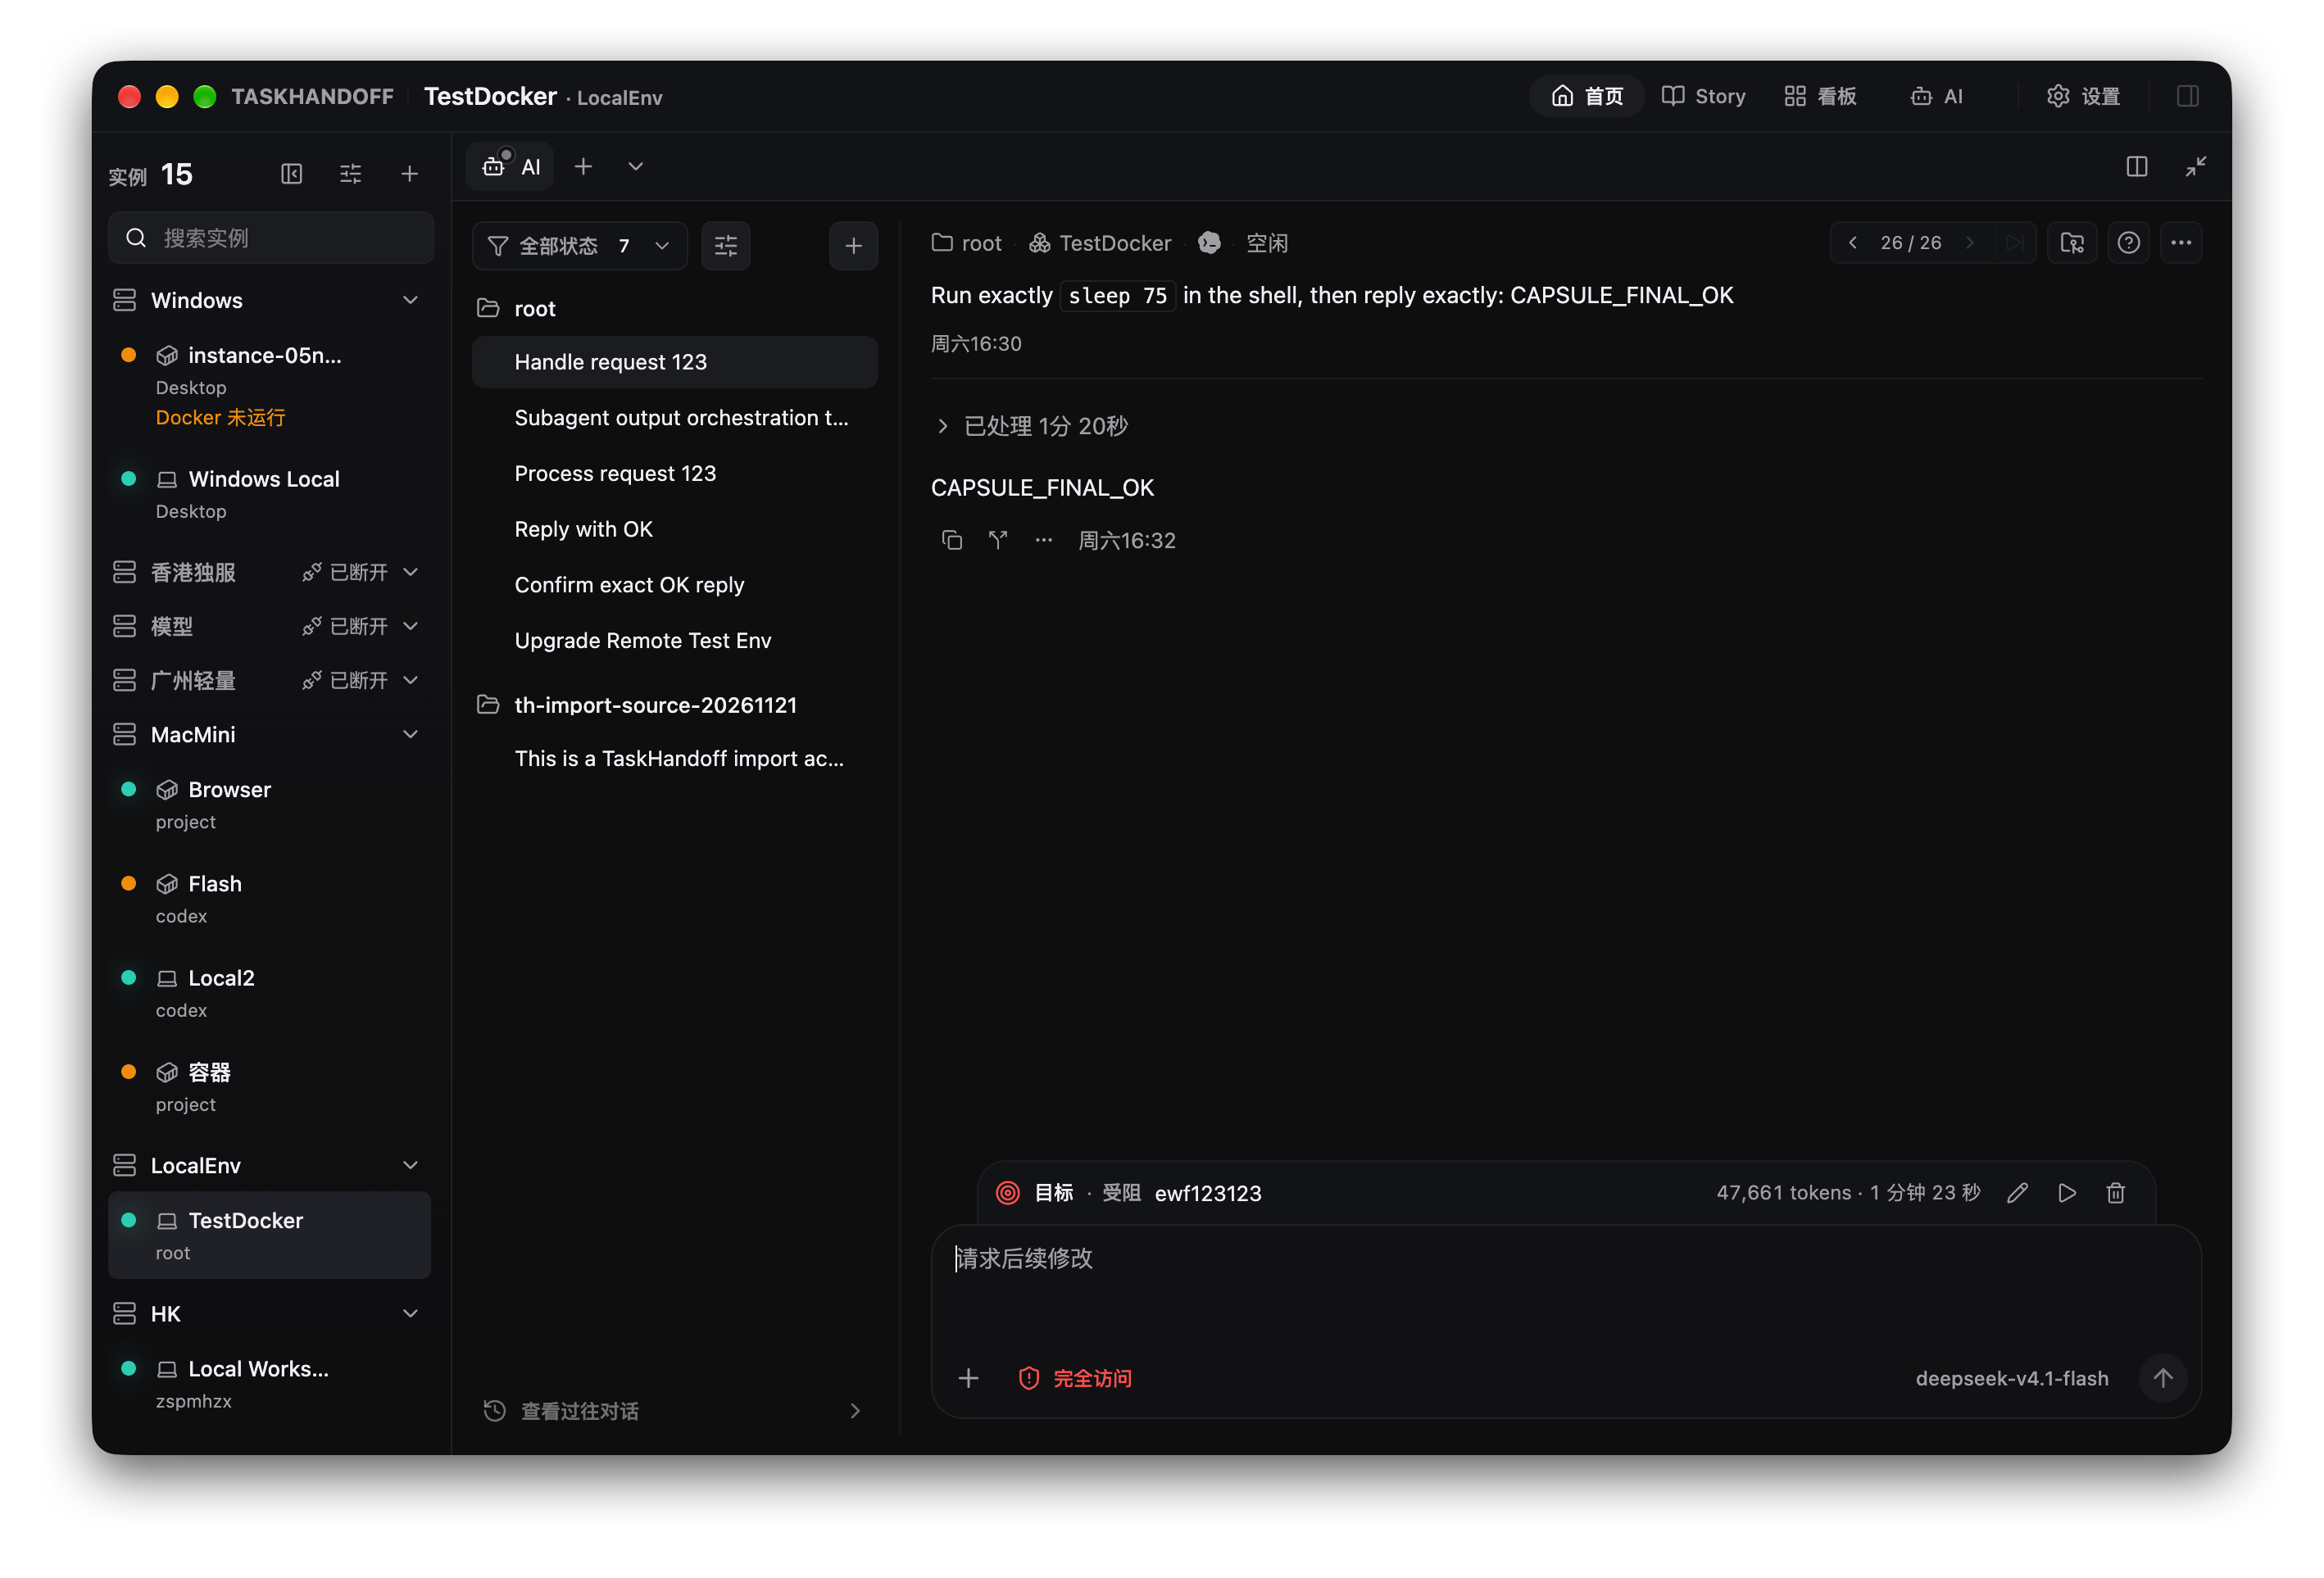 TASKHANDOFF TestDocker · LocalEnv
首页 Story 看板 AI 设置
实例 15
搜索实例
Windows
instance-05n...
Desktop
Docker 未运行
Windows Local
Desktop
香港独服 已断开
模型 已断开
广州轻量 已断开
MacMini
Browser
project
Flash
codex
Local2
codex
容器
project
LocalEnv
TestDocker
root
HK
Local Works...
zspmhzx
AI
全部状态 7
root
Handle request 123
Subagent output orchestration t...
Process request 123
Reply with OK
Confirm exact OK reply
Upgrade Remote Test Env
th-import-source-20261121
This is a TaskHandoff import ac...
查看过往对话
root · TestDocker · 空闲
26 / 26
Run exactly sleep 75 in the shell, then reply exactly: CAPSULE_FINAL_OK
周六16:30
已处理 1分 20秒
CAPSULE_FINAL_OK
周六16:32
目标 · 受阻 ewf123123
47,661 tokens · 1 分钟 23 秒
请求后续修改
完全访问
deepseek-v4.1-flash